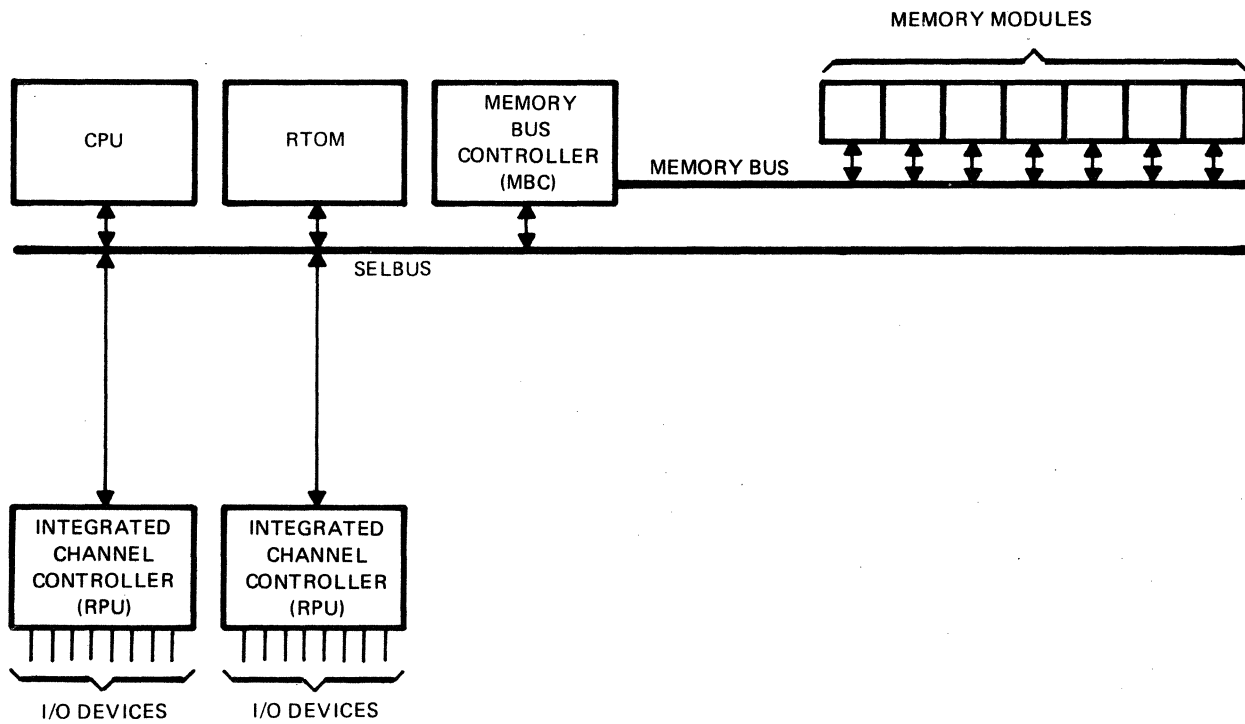 MEMORY MODULES
CPU
RTOM
MEMORY
BUS
CONTROLLER
(MBC)
MEMORY BUS
SELBUS
INTEGRATED
CHANNEL
CONTROLLER
(RPU)
I/O DEVICES
INTEGRATED
CHANNEL
CONTROLLER
(RPU)
I/O DEVICES